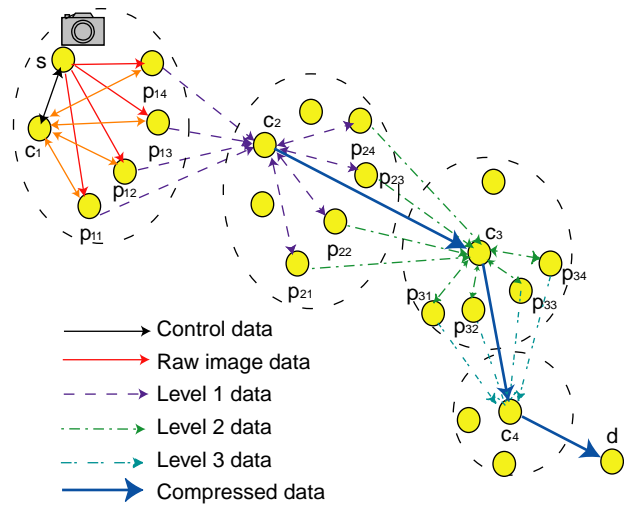 s
p14
c1
p13
p12
p11
c2
p24
p23
p22
p21
c3
p34
p31
p33
p32
c4
d
Control data
Raw image data
Level 1 data
Level 2 data
Level 3 data
Compressed data